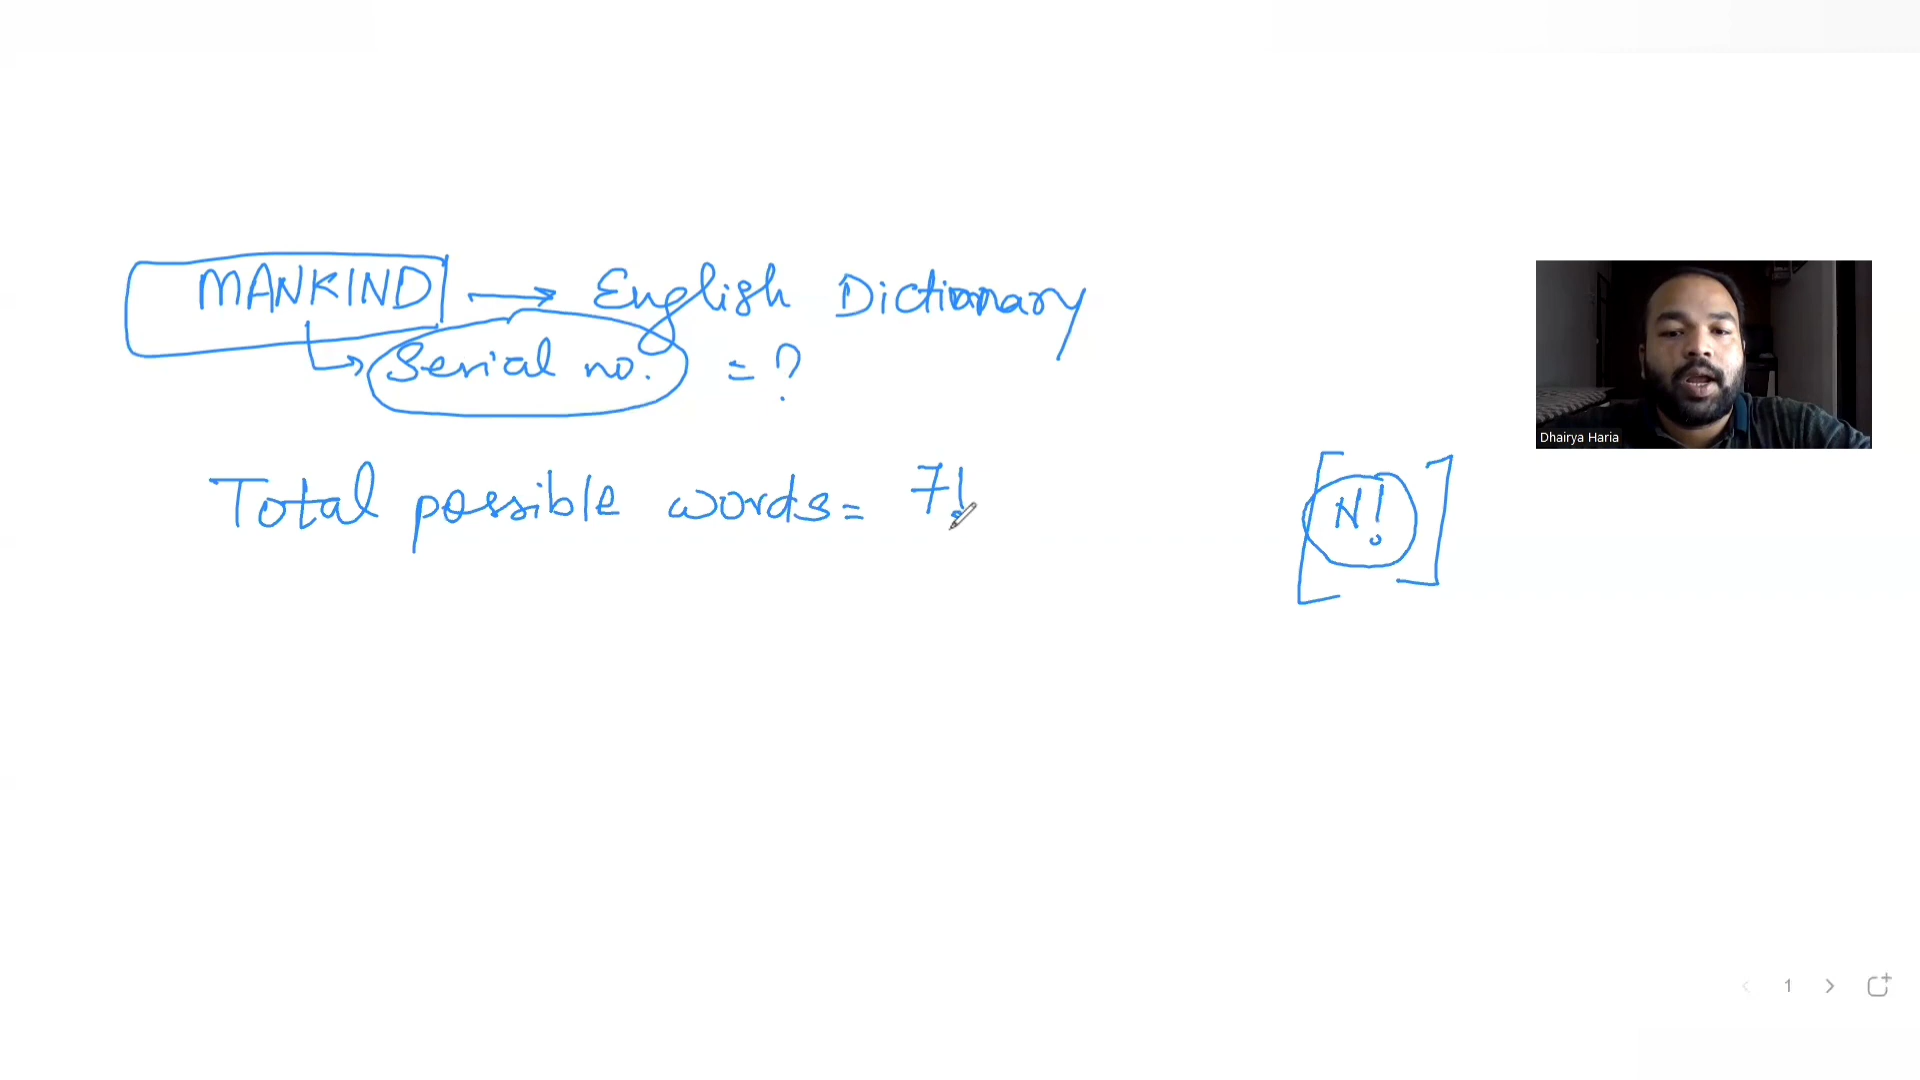 MANKIND → English Dictionary
Serial no. = ?
Total possible words = 7!
[N!]
Dhairya Haria
1